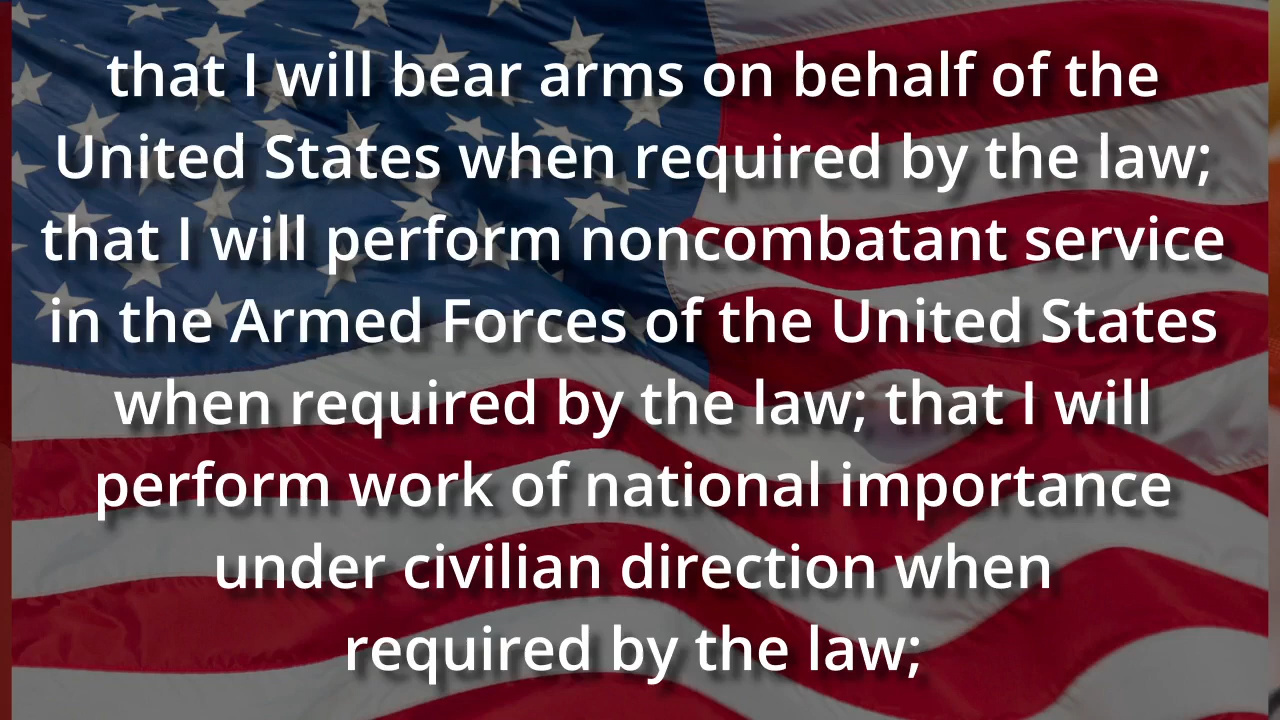 that I will bear arms on behalf of the
United States when required by the law;
that I will perform noncombatant service
in the Armed Forces of the United States
when required by the law; that I will
perform work of national importance
under civilian direction when
required by the law;